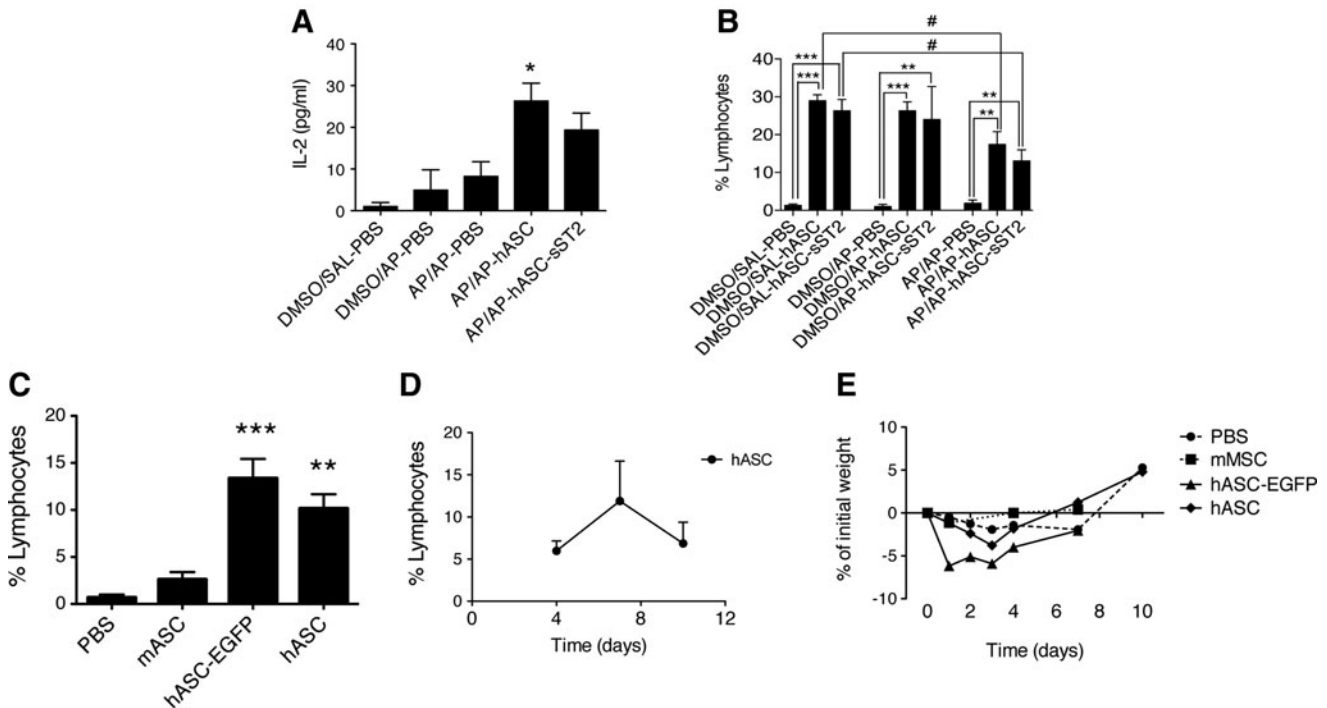 A
IL-2 (pg/ml)
40
30
20
10
0
*
DMSO/SAL-PBS
DMSO/AP-PBS
AP/AP-PBS
AP/AP-hASC
AP/AP-hASC-sST2
B
% Lymphocytes
40
30
20
10
0
#
#
***
***
**
***
**
**
DMSO/SAL-PBS
DMSO/SAL-hASC
DMSO/SAL-hASC-sST2
DMSO/AP-PBS
DMSO/AP-hASC
DMSO/AP-hASC-sST2
AP/AP-PBS
AP/AP-hASC
AP/AP-hASC-sST2
C
% Lymphocytes
20
15
10
5
0
***
**
PBS
mASC
hASC-EGFP
hASC
D
% Lymphocytes
20
15
10
5
0
0 4 8 12
Time (days)
hASC
E
% of initial weight
10
5
0
-5
-10
0 2 4 6 8 10
Time (days)
PBS
mMSC
hASC-EGFP
hASC